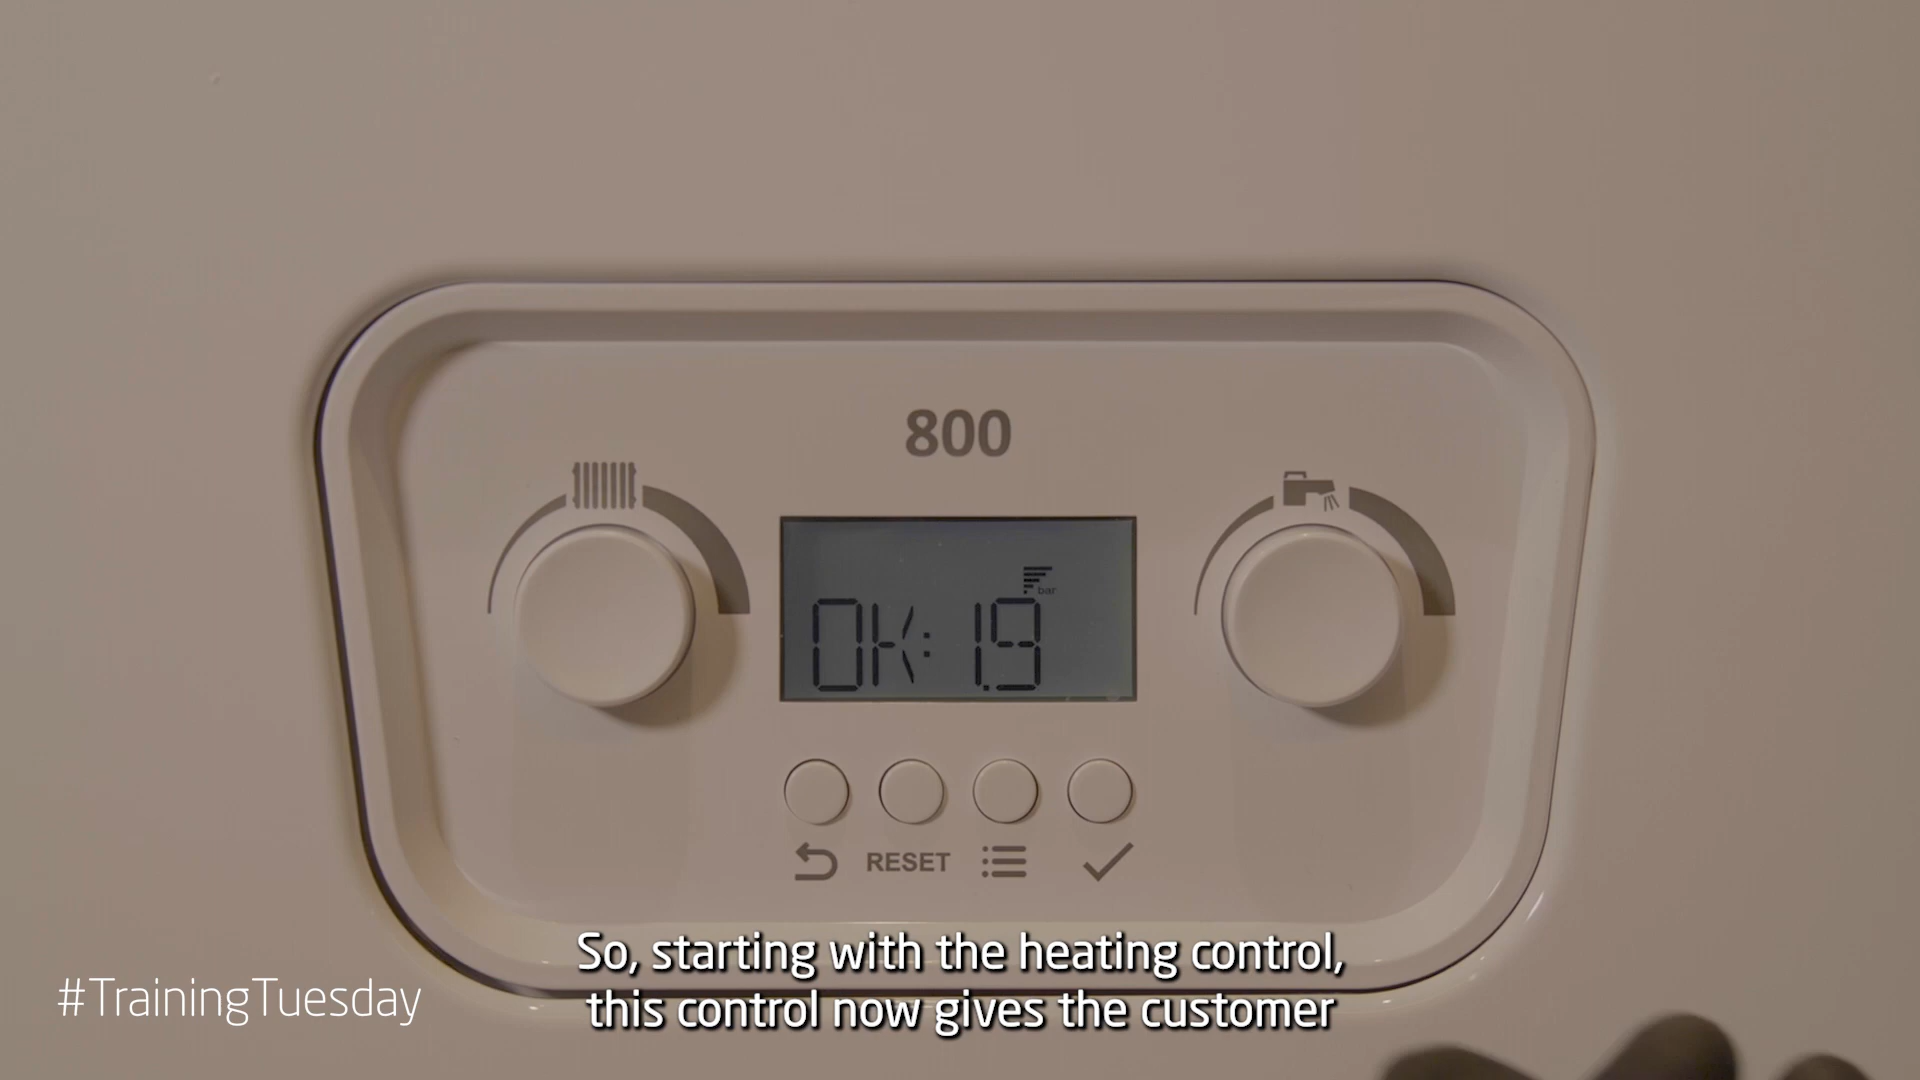 800
bar
OK: 1.9
RESET
So, starting with the heating control,
this control now gives the customer
#TrainingTuesday